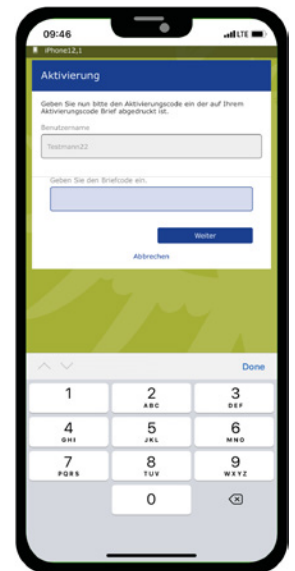 09:46
LTE
iPhone12,1
Aktivierung
Geben Sie nun bitte den Aktivierungscode ein der auf Ihrem
Aktivierungscode Brief abgedruckt ist.
Benutzername
Testmann22
Geben Sie den Briefcode ein.
Weiter
Abbrechen
Done
1 2 3
ABC DEF
4 5 6
GHI JKL MNO
7 8 9
PQRS TUV WXYZ
0